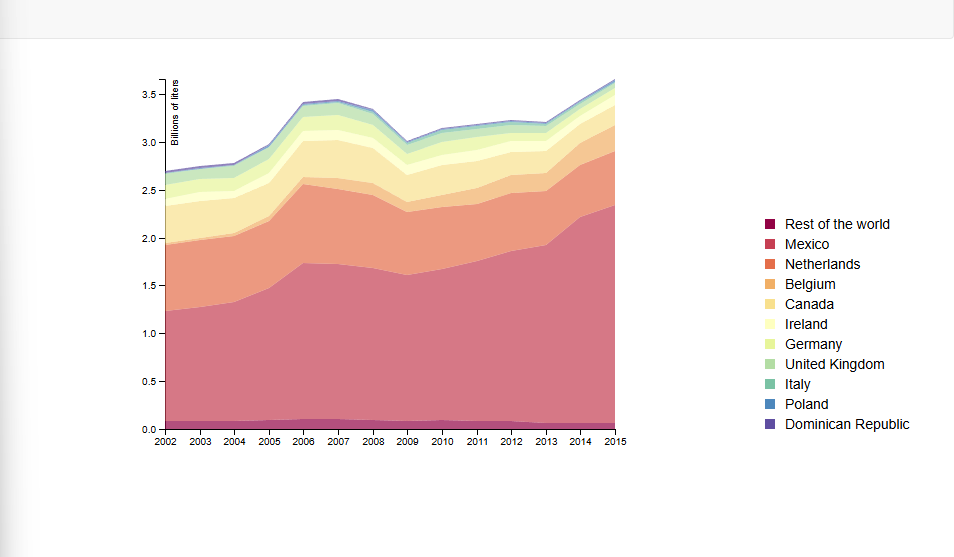 Billions of liters
3.5
3.0
2.5
2.0
1.5
1.0
0.5
0.0
2002 2003 2004 2005 2006 2007 2008 2009 2010 2011 2012 2013 2014 2015
Rest of the world
Mexico
Netherlands
Belgium
Canada
Ireland
Germany
United Kingdom
Italy
Poland
Dominican Republic